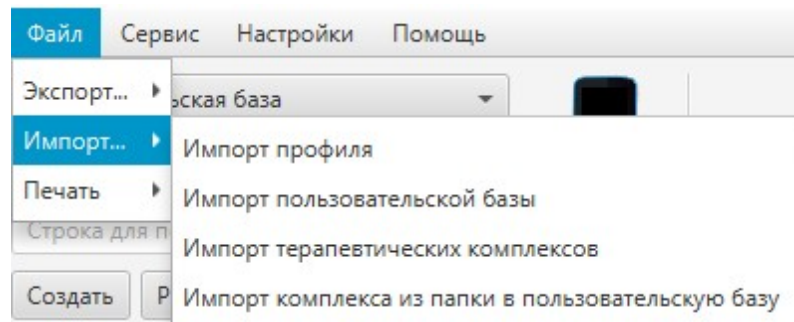 Файл Сервис Настройки Помощь
Экспорт... ьская база
Импорт... Импорт профиля
Печать Импорт пользовательской базы
Строка для п Импорт терапевтических комплексов
Создать Р Импорт комплекса из папки в пользовательскую базу